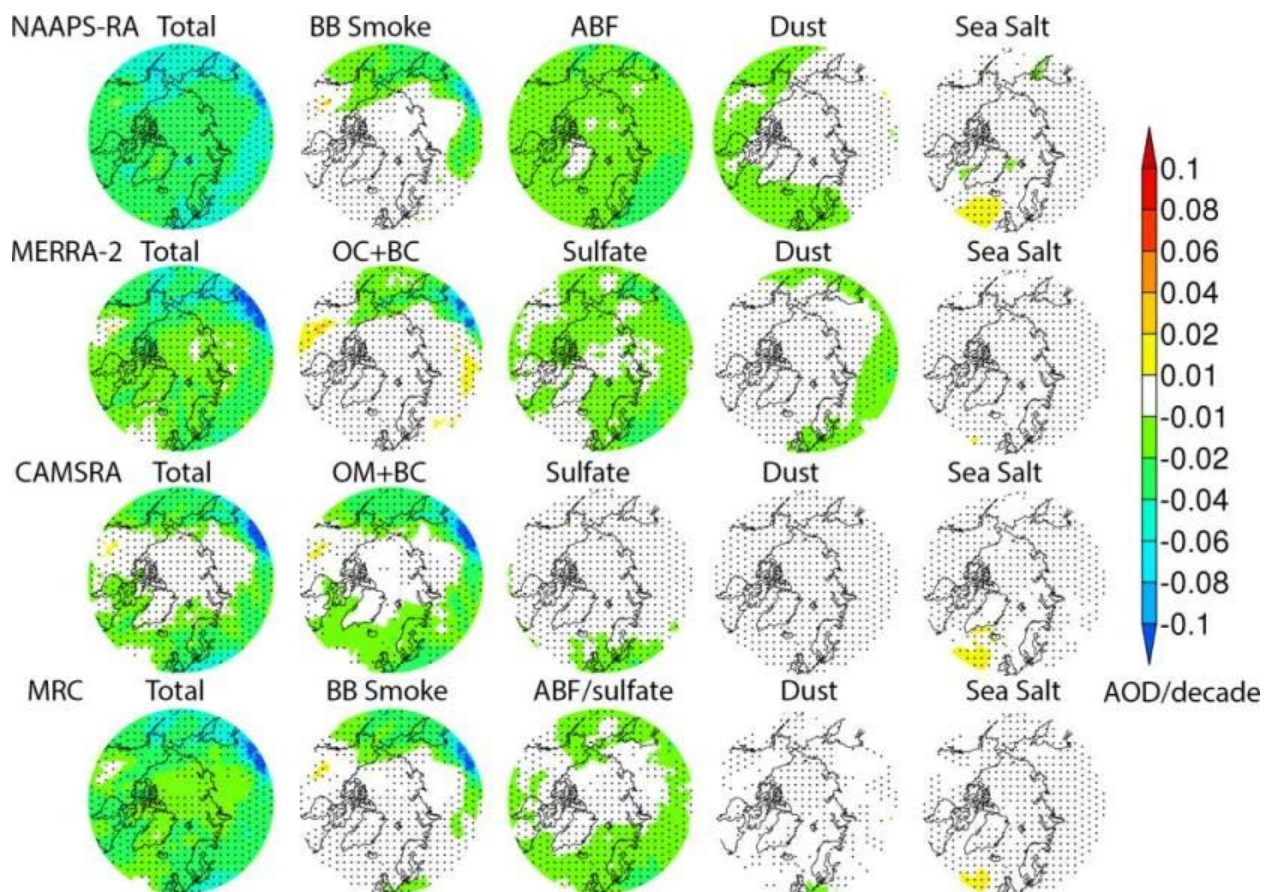 NAAPS-RA Total BB Smoke ABF Dust Sea Salt
MERRA-2 Total OC+BC Sulfate Dust Sea Salt
CAMSRA Total OM+BC Sulfate Dust Sea Salt
MRC Total BB Smoke ABF/sulfate Dust Sea Salt
0.1
0.08
0.06
0.04
0.02
0.01
-0.01
-0.02
-0.04
-0.06
-0.08
-0.1
AOD/decade